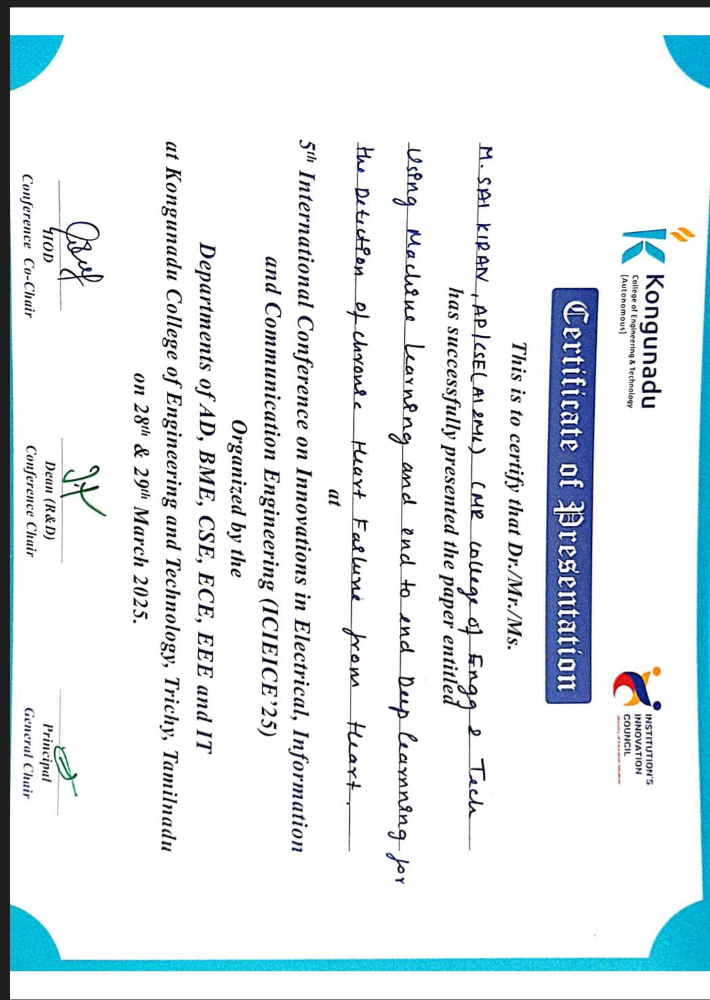 Kongunadu
College of Engineering & Technology
[Autonomous]
INSTITUTION'S
INNOVATION
COUNCIL
Certificate of Presentation
This is to certify that Dr./Mr./Ms.
M. SAI KIRAN, AP/CSE(AI&ML) CMR College of Engg & Tech
has successfully presented the paper entitled
Using Machine Learning and end to end Deep learnning for
the Detection of chronic Heart Failure from Heart.
at
5th International Conference on Innovations in Electrical, Information
and Communication Engineering (ICIEICE'25)
Organized by the
Departments of AD, BME, CSE, ECE, EEE and IT
at Kongunadu College of Engineering and Technology, Trichy, Tamilnadu
on 28th & 29th March 2025.
HOD
Conference Co-Chair
Dean (R&D)
Conference Chair
Principal
General Chair